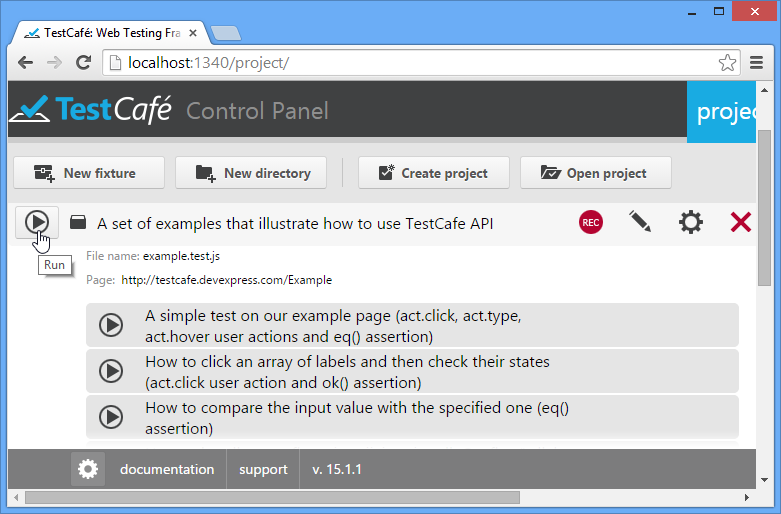 TestCafé: Web Testing Fra
localhost:1340/project/
TestCafé Control Panel
projec
New fixture
New directory
Create project
Open project
A set of examples that illustrate how to use TestCafe API
REC
Run
File name: example.test.js
Page: http://testcafe.devexpress.com/Example
A simple test on our example page (act.click, act.type,
act.hover user actions and eq() assertion)
How to click an array of labels and then check their states
(act.click user action and ok() assertion)
How to compare the input value with the specified one (eq()
assertion)
documentation
support
v. 15.1.1